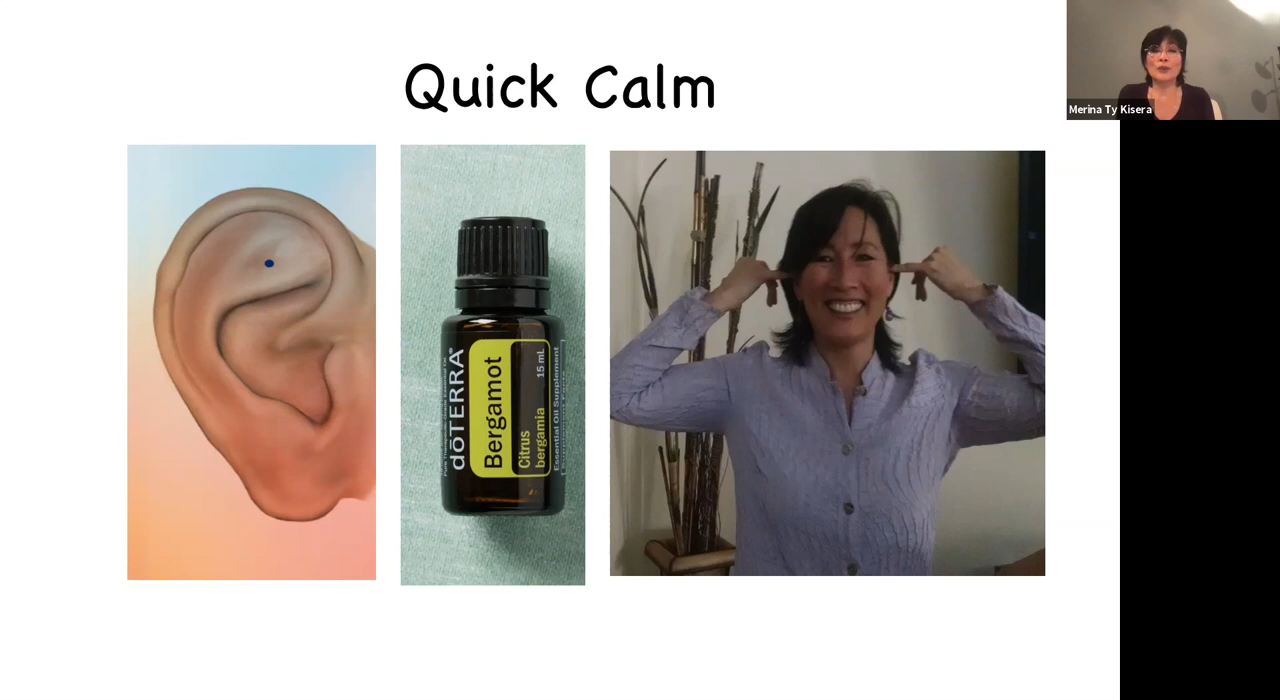 Quick Calm
Merina Ty Kisera
dōTERRA®
Bergamot
Citrus
bergamia
15 mL
Essential Oil Supplement